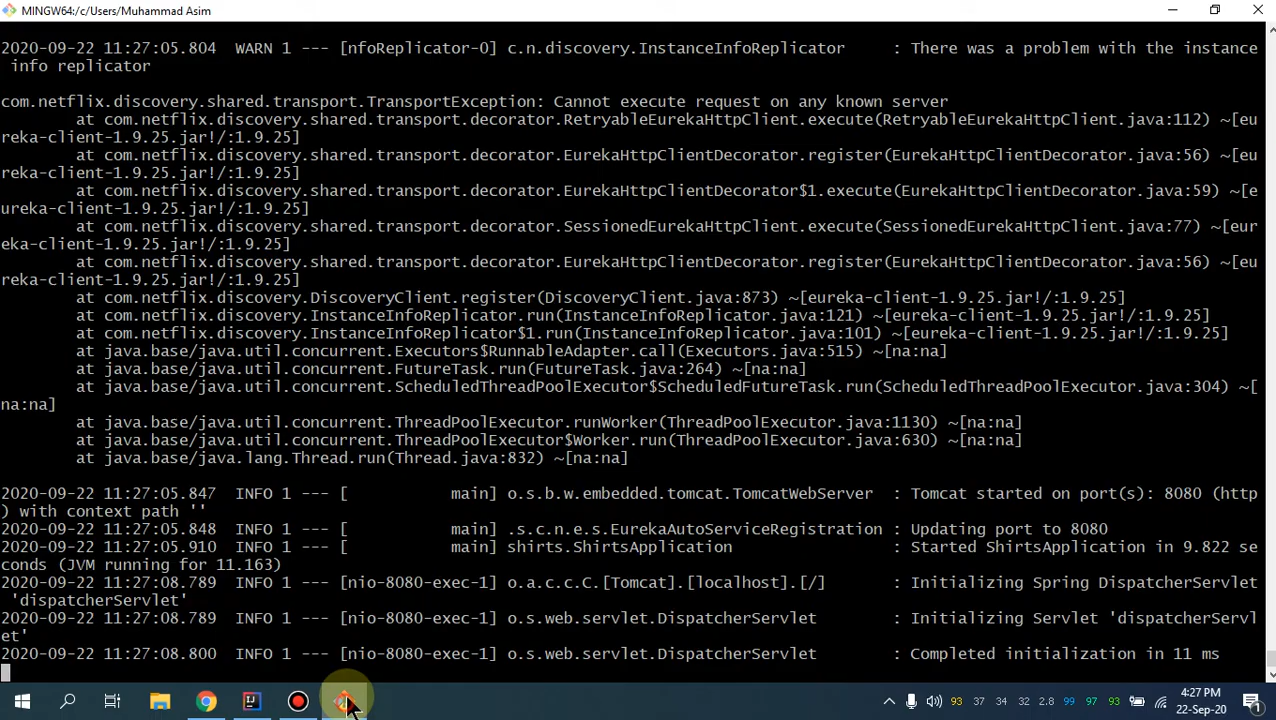 MINGW64:/c/Users/Muhammad Asim
2020-09-22 11:27:05.804  WARN 1 --- [nfoReplicator-0] c.n.discovery.InstanceInfoReplicator     : There was a problem with the instance
 info replicator
com.netflix.discovery.shared.transport.TransportException: Cannot execute request on any known server
        at com.netflix.discovery.shared.transport.decorator.RetryableEurekaHttpClient.execute(RetryableEurekaHttpClient.java:112) ~[eu
reka-client-1.9.25.jar!/:1.9.25]
        at com.netflix.discovery.shared.transport.decorator.EurekaHttpClientDecorator.register(EurekaHttpClientDecorator.java:56) ~[eu
reka-client-1.9.25.jar!/:1.9.25]
        at com.netflix.discovery.shared.transport.decorator.EurekaHttpClientDecorator$1.execute(EurekaHttpClientDecorator.java:59) ~[e
ureka-client-1.9.25.jar!/:1.9.25]
        at com.netflix.discovery.shared.transport.decorator.SessionedEurekaHttpClient.execute(SessionedEurekaHttpClient.java:77) ~[eur
eka-client-1.9.25.jar!/:1.9.25]
        at com.netflix.discovery.shared.transport.decorator.EurekaHttpClientDecorator.register(EurekaHttpClientDecorator.java:56) ~[eu
reka-client-1.9.25.jar!/:1.9.25]
        at com.netflix.discovery.DiscoveryClient.register(DiscoveryClient.java:873) ~[eureka-client-1.9.25.jar!/:1.9.25]
        at com.netflix.discovery.InstanceInfoReplicator.run(InstanceInfoReplicator.java:121) ~[eureka-client-1.9.25.jar!/:1.9.25]
        at com.netflix.discovery.InstanceInfoReplicator$1.run(InstanceInfoReplicator.java:101) ~[eureka-client-1.9.25.jar!/:1.9.25]
        at java.base/java.util.concurrent.Executors$RunnableAdapter.call(Executors.java:515) ~[na:na]
        at java.base/java.util.concurrent.FutureTask.run(FutureTask.java:264) ~[na:na]
        at java.base/java.util.concurrent.ScheduledThreadPoolExecutor$ScheduledFutureTask.run(ScheduledThreadPoolExecutor.java:304) ~[
na:na]
        at java.base/java.util.concurrent.ThreadPoolExecutor.runWorker(ThreadPoolExecutor.java:1130) ~[na:na]
        at java.base/java.util.concurrent.ThreadPoolExecutor$Worker.run(ThreadPoolExecutor.java:630) ~[na:na]
        at java.base/java.lang.Thread.run(Thread.java:832) ~[na:na]
2020-09-22 11:27:05.847  INFO 1 --- [           main] o.s.b.w.embedded.tomcat.TomcatWebServer  : Tomcat started on port(s): 8080 (http
) with context path ''
2020-09-22 11:27:05.848  INFO 1 --- [           main] .s.c.n.e.s.EurekaAutoServiceRegistration : Updating port to 8080
2020-09-22 11:27:05.910  INFO 1 --- [           main] shirts.ShirtsApplication                 : Started ShirtsApplication in 9.822 se
conds (JVM running for 11.163)
2020-09-22 11:27:08.789  INFO 1 --- [nio-8080-exec-1] o.a.c.c.C.[Tomcat].[localhost].[/]       : Initializing Spring DispatcherServlet
 'dispatcherServlet'
2020-09-22 11:27:08.789  INFO 1 --- [nio-8080-exec-1] o.s.web.servlet.DispatcherServlet        : Initializing Servlet 'dispatcherServl
et'
2020-09-22 11:27:08.800  INFO 1 --- [nio-8080-exec-1] o.s.web.servlet.DispatcherServlet        : Completed initialization in 11 ms
93 37 34 32 2.8 99 97 93
4:27 PM
22-Sep-20
1